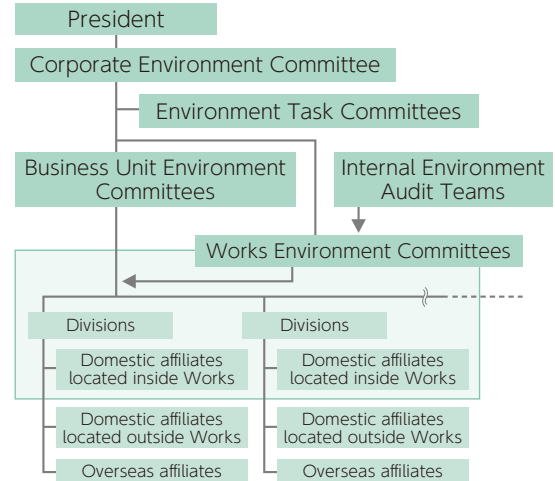 President
Corporate Environment Committee
Environment Task Committees
Business Unit Environment
Committees
Internal Environment
Audit Teams
Works Environment Committees
Divisions
Domestic affiliates
located inside Works
Domestic affiliates
located outside Works
Overseas affiliates
Divisions
Domestic affiliates
located inside Works
Domestic affiliates
located outside Works
Overseas affiliates